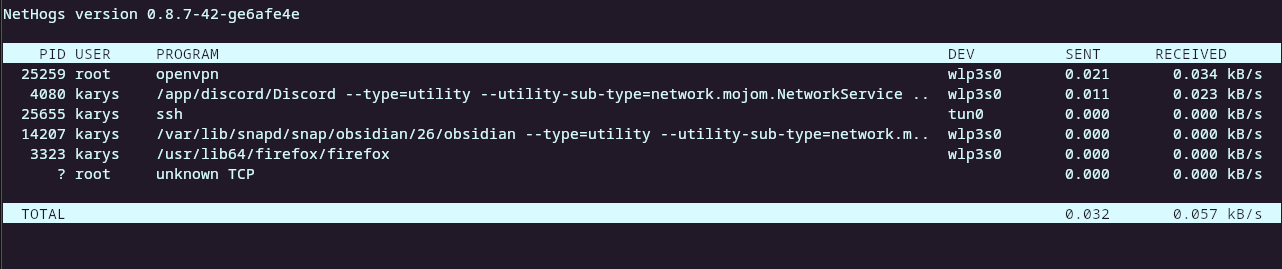 NetHogs version 0.8.7-42-ge6afe4e
PID USER PROGRAM DEV SENT RECEIVED
25259 root openvpn wlp3s0 0.021 0.034 kB/s
4080 karys /app/discord/Discord --type=utility --utility-sub-type=network.mojom.NetworkService .. wlp3s0 0.011 0.023 kB/s
25655 karys ssh tun0 0.000 0.000 kB/s
14207 karys /var/lib/snapd/snap/obsidian/26/obsidian --type=utility --utility-sub-type=network.m.. wlp3s0 0.000 0.000 kB/s
3323 karys /usr/lib64/firefox/firefox wlp3s0 0.000 0.000 kB/s
? root unknown TCP 0.000 0.000 kB/s
TOTAL 0.032 0.057 kB/s